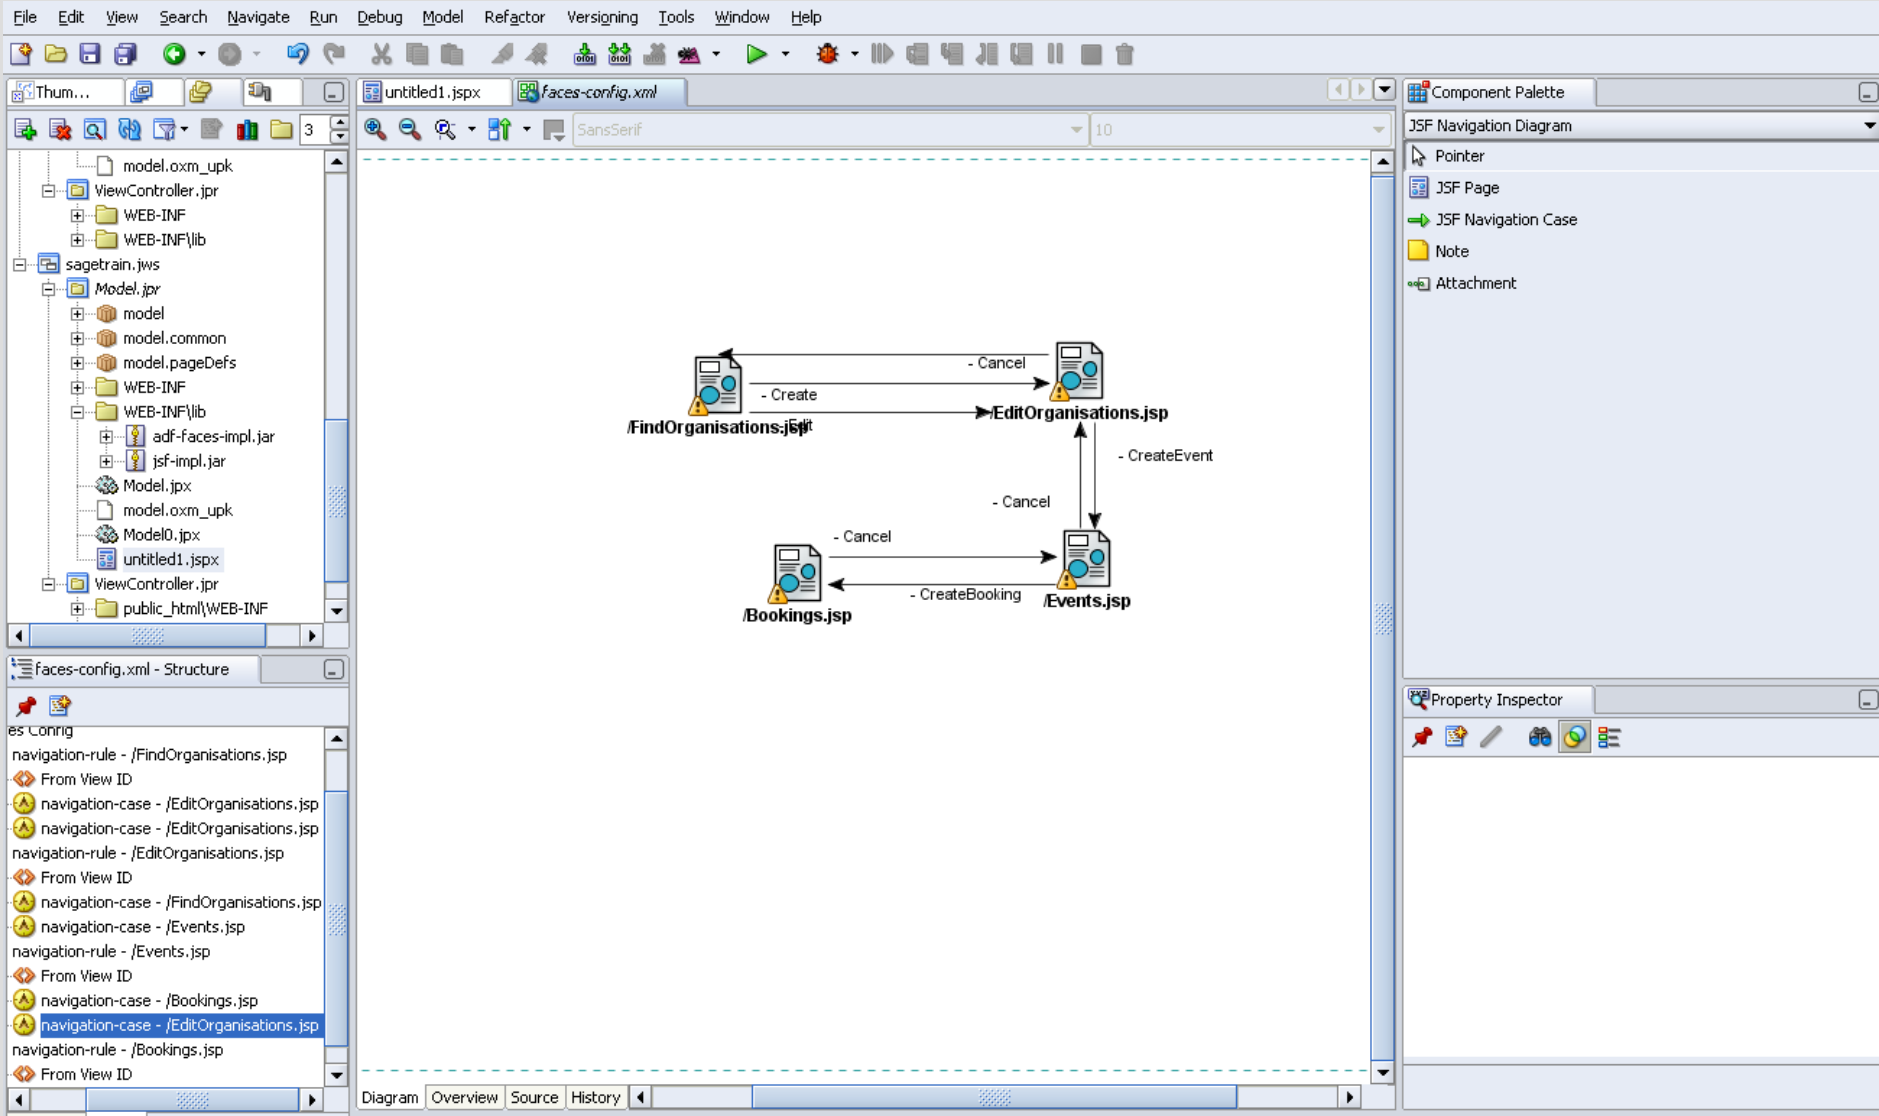 File Edit View Search Navigate Run Debug Model Refactor Versioning Tools Window Help
Thum...
untitled1.jspx
faces-config.xml
Component Palette
3
SansSerif
10
JSF Navigation Diagram
Pointer
JSF Page
JSF Navigation Case
Note
Attachment
model.oxm_upk
ViewController.jpr
WEB-INF
WEB-INF\lib
sagetrain.jws
Model.jpr
model
model.common
model.pageDefs
WEB-INF
WEB-INF\lib
adf-faces-impl.jar
jsf-impl.jar
Model.jpx
model.oxm_upk
Model0.jpx
untitled1.jspx
ViewController.jpr
public_html\WEB-INF
- Cancel
- Create
/EditOrganisations.jsp
/FindOrganisations.jsp
- Edit
- CreateEvent
- Cancel
- Cancel
- CreateBooking
/Events.jsp
/Bookings.jsp
faces-config.xml - Structure
es Config
navigation-rule - /FindOrganisations.jsp
From View ID
navigation-case - /EditOrganisations.jsp
navigation-case - /EditOrganisations.jsp
navigation-rule - /EditOrganisations.jsp
From View ID
navigation-case - /FindOrganisations.jsp
navigation-case - /Events.jsp
navigation-rule - /Events.jsp
From View ID
navigation-case - /Bookings.jsp
navigation-case - /EditOrganisations.jsp
navigation-rule - /Bookings.jsp
From View ID
Property Inspector
Diagram Overview Source History